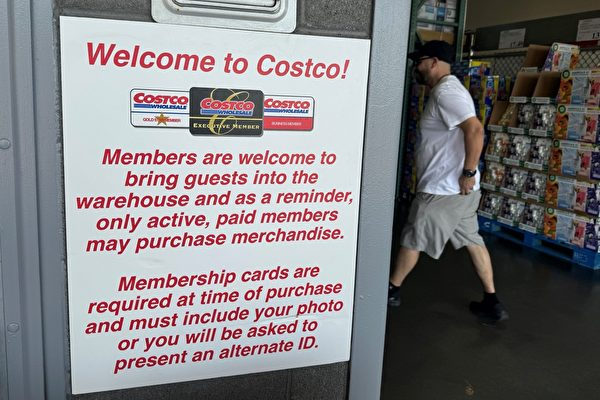 Welcome to Costco!
COSTCO
WHOLESALE
GOLD STAR MEMBER
COSTCO
WHOLESALE
EXECUTIVE MEMBER
COSTCO
WHOLESALE
BUSINESS MEMBER
Members are welcome to
bring guests into the
warehouse and as a reminder,
only active, paid members
may purchase merchandise.
Membership cards are
required at time of purchase
and must include your photo
or you will be asked to
present an alternate ID.